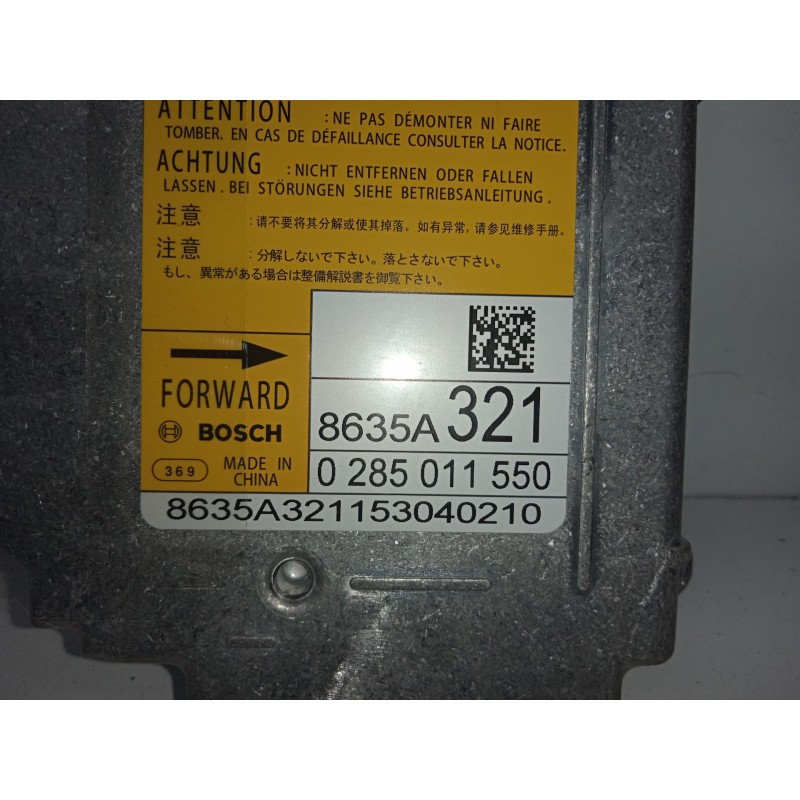 ATTENTION : NE PAS DÉMONTER NI FAIRE
TOMBER. EN CAS DE DÉFAILLANCE CONSULTER LA NOTICE.
ACHTUNG : NICHT ENTFERNEN ODER FALLEN
LASSEN . BEI STÖRUNGEN SIEHE BETRIEBSANLEITUNG .
注意 : 请不要将其分解或使其掉落。如有异常, 请参见维修手册.
注意 : 分解しないで下さい。落とさないで下さい。
もし、異常がある場合は整備解説書を御覧下さい。
FORWARD
BOSCH
8635A 321
369
MADE IN
CHINA
0 285 011 550
8635A321153040210